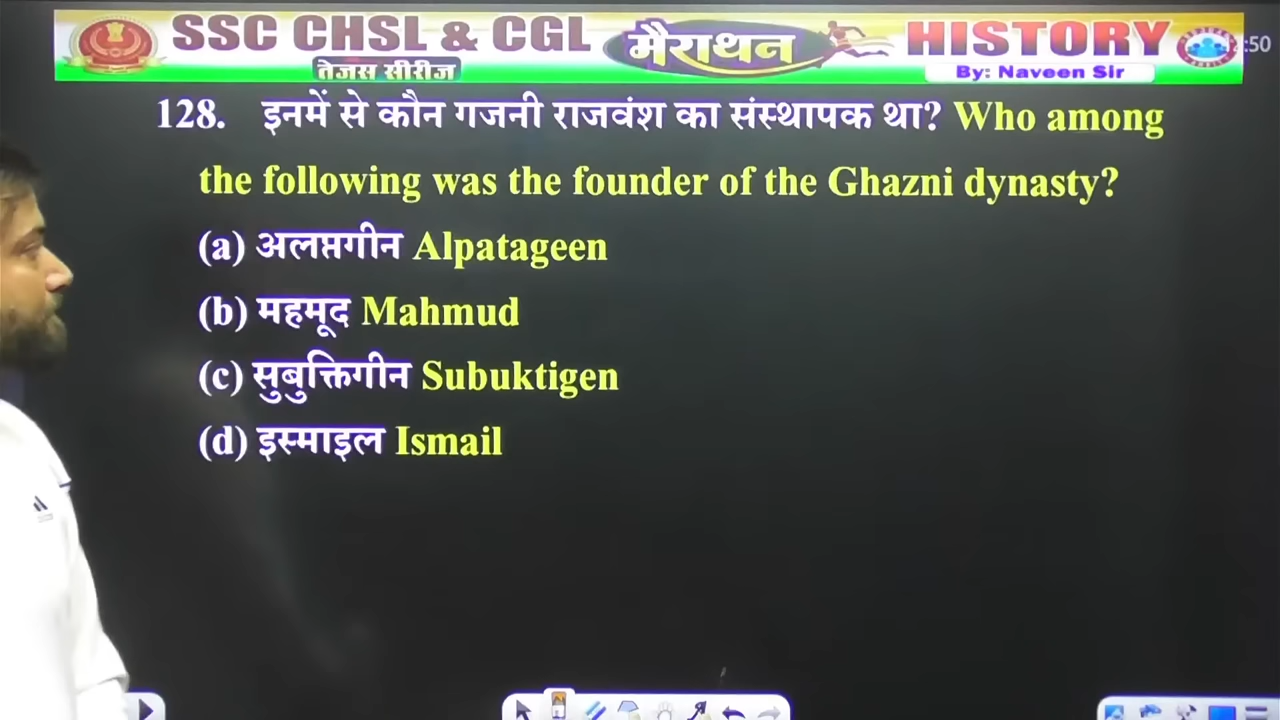 SSC CHSL & CGL मैराथन HISTORY
तेजस सीरीज By: Naveen Sir
:50
128. इनमें से कौन गजनी राजवंश का संस्थापक था? Who among
the following was the founder of the Ghazni dynasty?
(a) अलप्तगीन Alpatageen
(b) महमूद Mahmud
(c) सुबुक्तिगीन Subuktigen
(d) इस्माइल Ismail